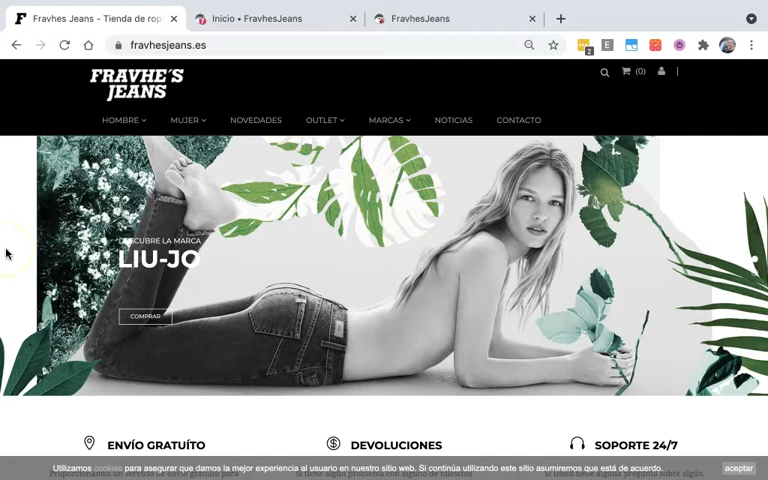 Fravhes Jeans - Tienda de rop
Inicio • FravhesJeans
FravhesJeans
fravhesjeans.es
2
FRAVHE'S
JEANS
(0)
HOMBRE MUJER NOVEDADES OUTLET MARCAS NOTICIAS CONTACTO
DESCUBRE LA MARCA
LIU-JO
COMPRAR
ENVÍO GRATUÍTO
DEVOLUCIONES
SOPORTE 24/7
Utilizamos cookies para asegurar que damos la mejor experiencia al usuario en nuestro sitio web. Si continúa utilizando este sitio asumiremos que está de acuerdo. aceptar